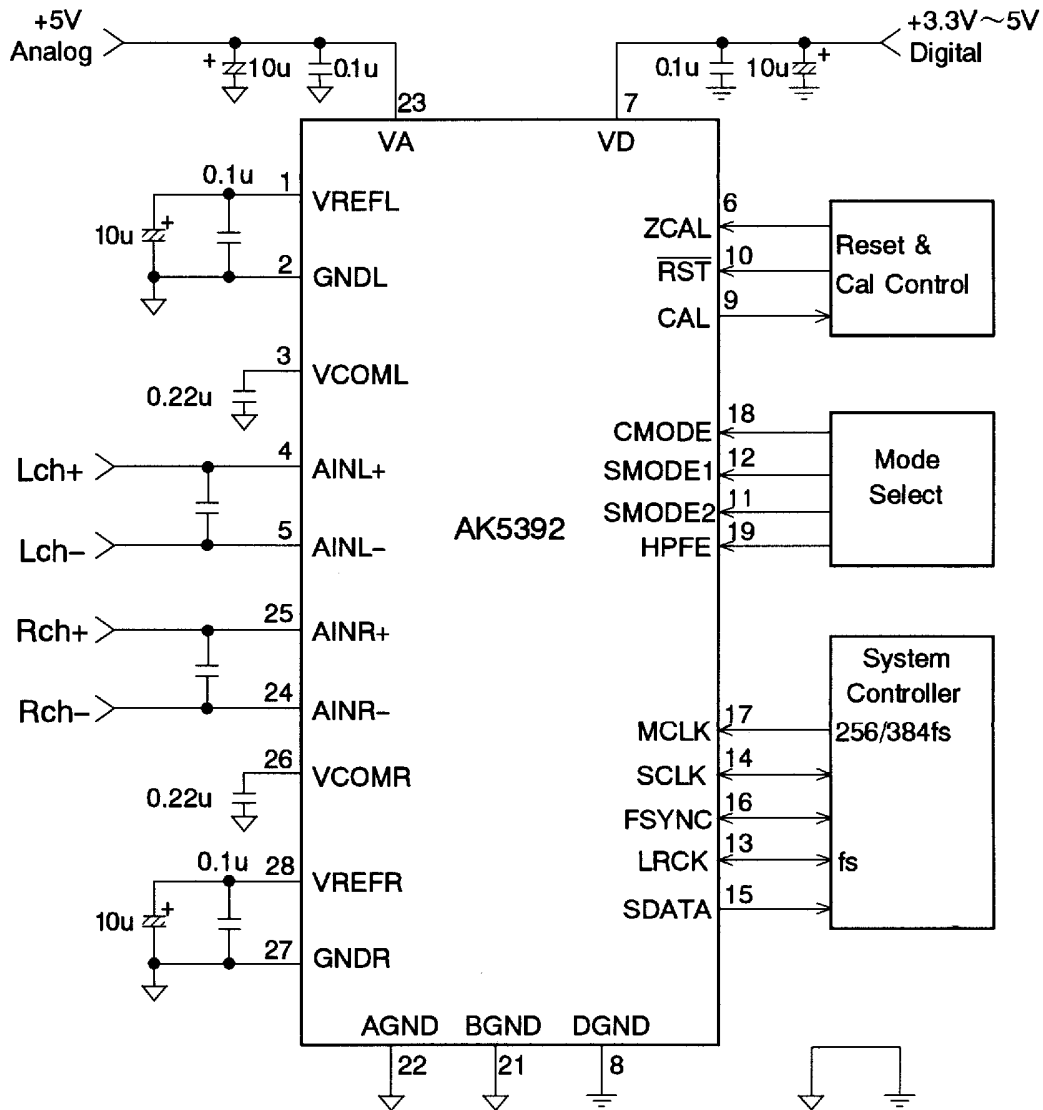 +5V
Analog
10u
0.1u
+3.3V～5V
Digital
0.1u
10u
23
7
VA
VD
0.1u
1
VREFL
10u
2
GNDL
3
VCOML
0.22u
Lch+
4
AINL+
Lch−
5
AINL−
Rch+
25
AINR+
Rch−
24
AINR−
26
VCOMR
0.22u
0.1u
28
VREFR
10u
27
GNDR
AK5392
6
ZCAL
10
RST
9
CAL
Reset &
Cal Control
18
CMODE
12
SMODE1
11
SMODE2
19
HPFE
Mode
Select
System
Controller
17
MCLK
256/384fs
14
SCLK
16
FSYNC
13
LRCK
fs
15
SDATA
AGND
BGND
DGND
22
21
8
+
+
+
+